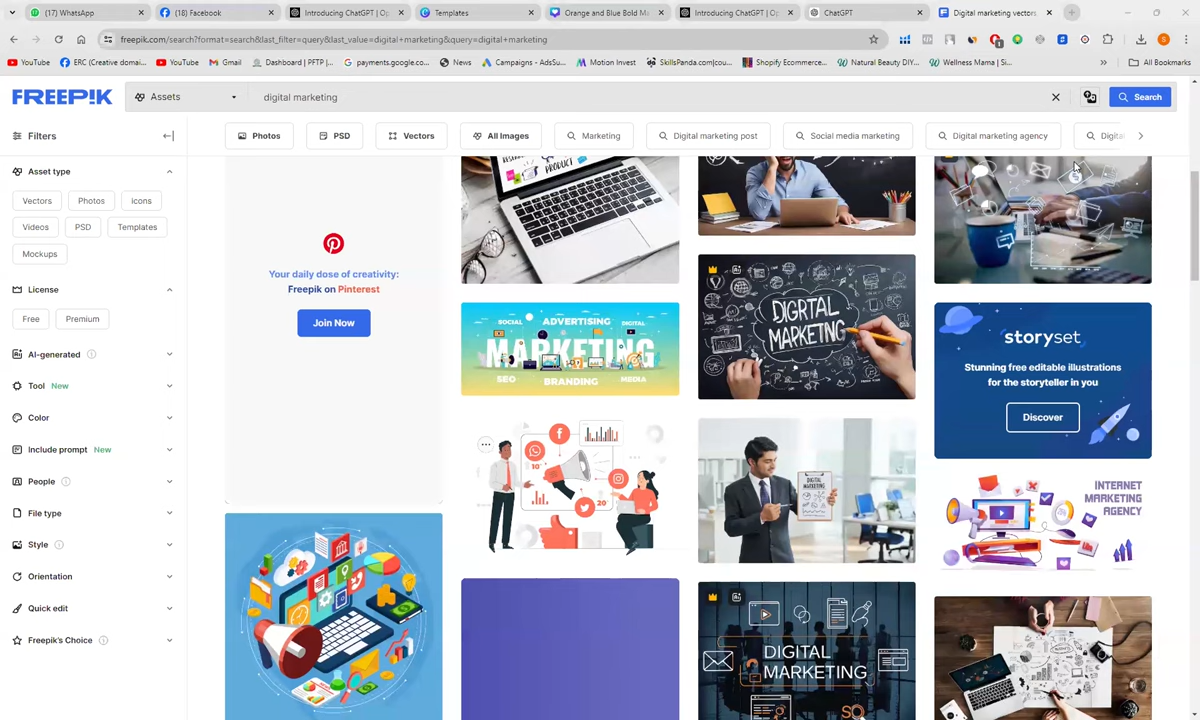 (17) WhatsApp
(18) Facebook
Introducing ChatGPT | Op
Templates
Orange and Blue Bold M
Introducing ChatGPT | Op
ChatGPT
Digital marketing vectors
freepik.com/search?format=search&last_filter=query&last_value=digital+marketing&query=digital+marketing
YouTube
ERC (Creative domai...
YouTube
Gmail
Dashboard | PFTP |...
payments.google.co...
News
Campaigns - AdsSu...
Motion Invest
SkillsPanda.com(cou...
Shopify Ecommerce...
Natural Beauty DIY...
Wellness Mama | Si...
All Bookmarks
FREEPIK
Assets
digital marketing
Search
Filters
Photos
PSD
Vectors
All Images
Marketing
Digital marketing post
Social media marketing
Digital marketing agency
Digita
Asset type
Vectors
Photos
Icons
Videos
PSD
Templates
Mockups
License
Free
Premium
AI-generated
Tool New
Color
Include prompt New
People
File type
Style
Orientation
Quick edit
Freepik's Choice
Your daily dose of creativity:
Freepik on Pinterest
Join Now
PRODUCT
SOCIAL
ADVERTISING
DIGITAL
MARKETING
SEO
BRANDING
MEDIA
DIGITAL
MARKETING
storyset
Stunning free editable illustrations
for the storyteller in you
Discover
DIGITAL
MARKETING
INTERNET
MARKETING
AGENCY
DIGITAL
MARKETING